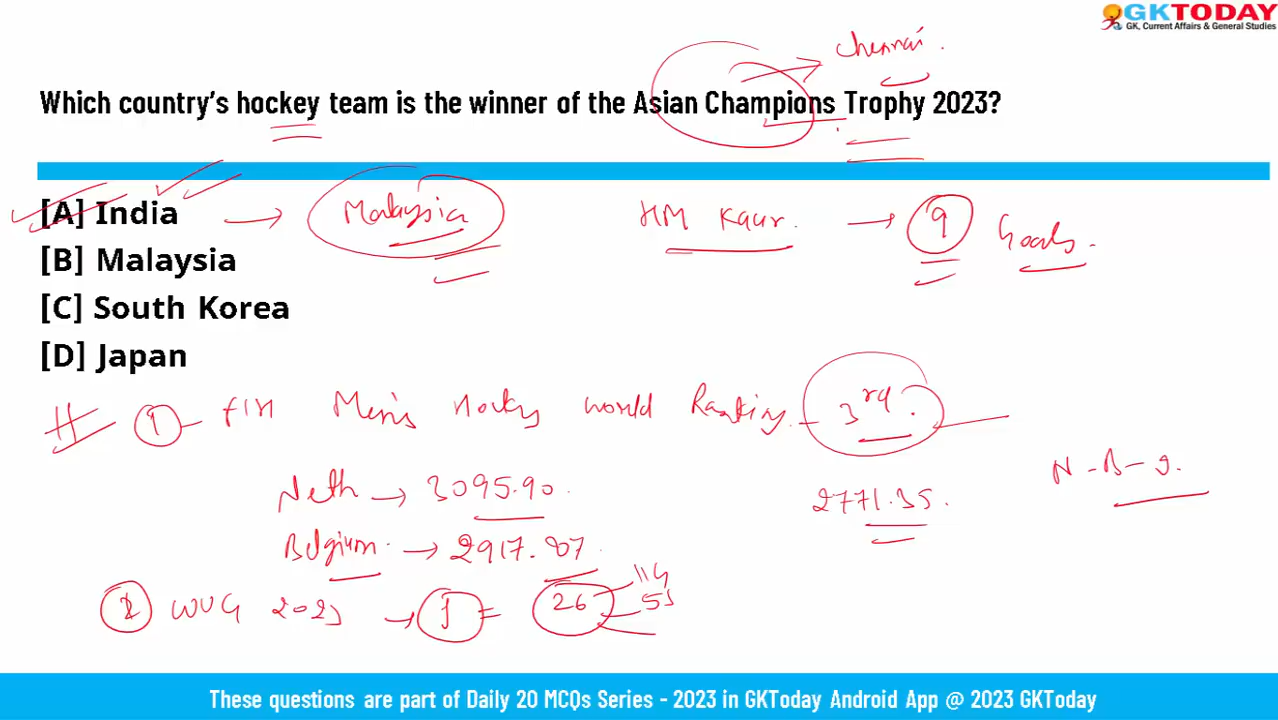 GKTODAY
GK, Current Affairs & General Studies
Chennai.
Which country's hockey team is the winner of the Asian Champions Trophy 2023?
[A] India → Malaysia HM Kaur. → 9 Goals.
[B] Malaysia
[C] South Korea
[D] Japan
# 1 - FIH Men's Hockey world Ranking - 3rd.
N - B - I.
Neth → 3095.90 2771.35.
Belgium → 2917.87
2 WUG 2023 → 26
11G
5S
These questions are part of Daily 20 MCQs Series - 2023 in GKToday Android App @ 2023 GKToday